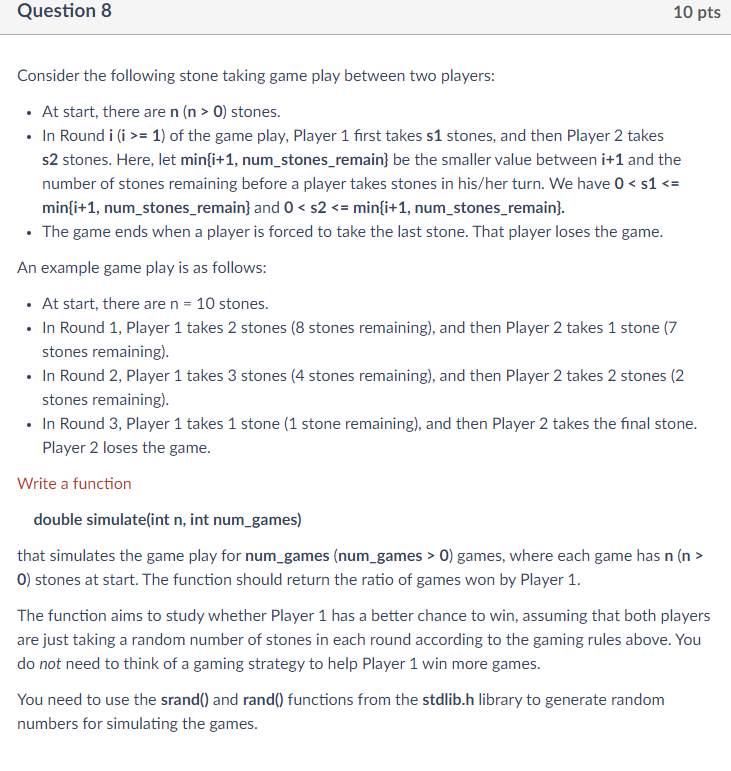 Question 8
10 pts
Consider the following stone taking game play between two players:
• At start, there are n (n > 0) stones.
• In Round i (i >= 1) of the game play, Player 1 first takes s1 stones, and then Player 2 takes
s2 stones. Here, let min{i+1, num_stones_remain} be the smaller value between i+1 and the
number of stones remaining before a player takes stones in his/her turn. We have 0 < s1 <=
min{i+1, num_stones_remain} and 0 < s2 <= min{i+1, num_stones_remain}.
• The game ends when a player is forced to take the last stone. That player loses the game.
An example game play is as follows:
• At start, there are n = 10 stones.
• In Round 1, Player 1 takes 2 stones (8 stones remaining), and then Player 2 takes 1 stone (7
stones remaining).
• In Round 2, Player 1 takes 3 stones (4 stones remaining), and then Player 2 takes 2 stones (2
stones remaining).
• In Round 3, Player 1 takes 1 stone (1 stone remaining), and then Player 2 takes the final stone.
Player 2 loses the game.
Write a function
double simulate(int n, int num_games)
that simulates the game play for num_games (num_games > 0) games, where each game has n (n >
0) stones at start. The function should return the ratio of games won by Player 1.
The function aims to study whether Player 1 has a better chance to win, assuming that both players
are just taking a random number of stones in each round according to the gaming rules above. You
do not need to think of a gaming strategy to help Player 1 win more games.
You need to use the srand() and rand() functions from the stdlib.h library to generate random
numbers for simulating the games.